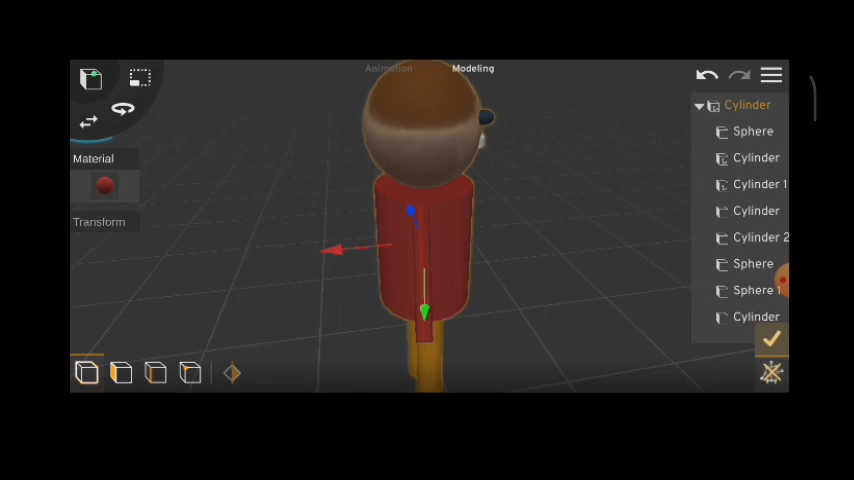 Animation
Modeling
Material
Transform
Cylinder
Sphere
Cylinder
Cylinder 1
Cylinder
Cylinder 2
Sphere
Sphere 1
Cylinder